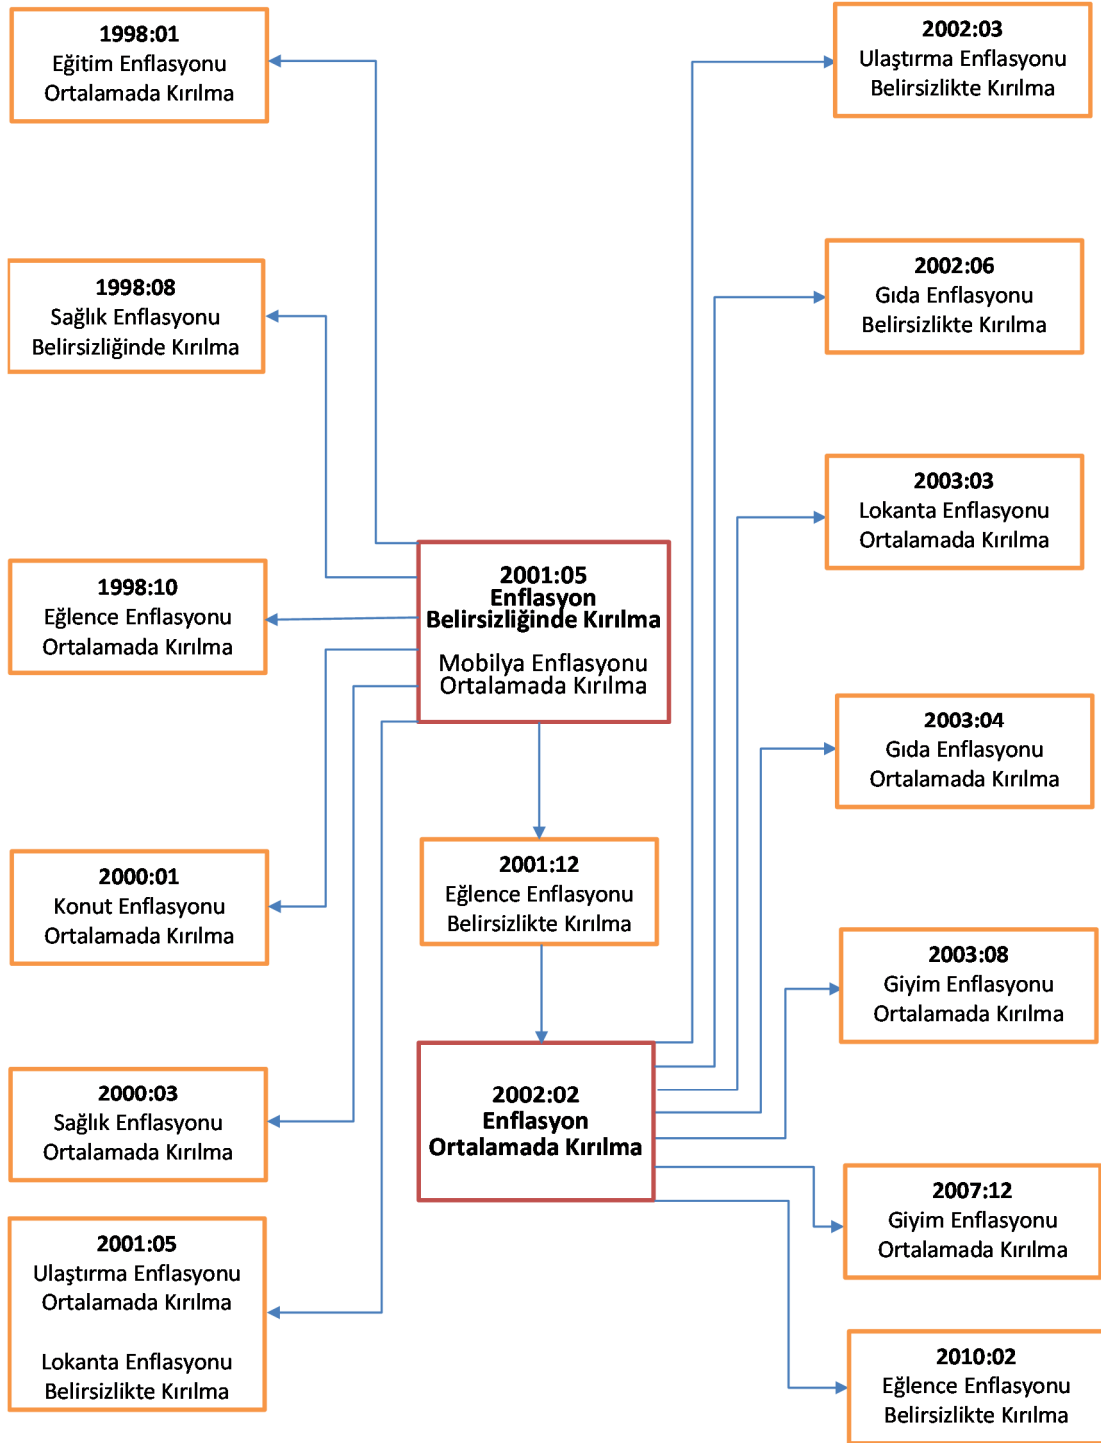 1998:01
Eğitim Enflasyonu
Ortalamada Kırılma
1998:08
Sağlık Enflasyonu
Belirsizliğinde Kırılma
1998:10
Eğlence Enflasyonu
Ortalamada Kırılma
2000:01
Konut Enflasyonu
Ortalamada Kırılma
2000:03
Sağlık Enflasyonu
Ortalamada Kırılma
2001:05
Ulaştırma Enflasyonu
Ortalamada Kırılma
Lokanta Enflasyonu
Belirsizlikte Kırılma
2001:05
Enflasyon
Belirsizliğinde Kırılma
Mobilya Enflasyonu
Ortalamada Kırılma
2001:12
Eğlence Enflasyonu
Belirsizlikte Kırılma
2002:02
Enflasyon
Ortalamada Kırılma
2002:03
Ulaştırma Enflasyonu
Belirsizlikte Kırılma
2002:06
Gıda Enflasyonu
Belirsizlikte Kırılma
2003:03
Lokanta Enflasyonu
Ortalamada Kırılma
2003:04
Gıda Enflasyonu
Ortalamada Kırılma
2003:08
Giyim Enflasyonu
Ortalamada Kırılma
2007:12
Giyim Enflasyonu
Ortalamada Kırılma
2010:02
Eğlence Enflasyonu
Belirsizlikte Kırılma